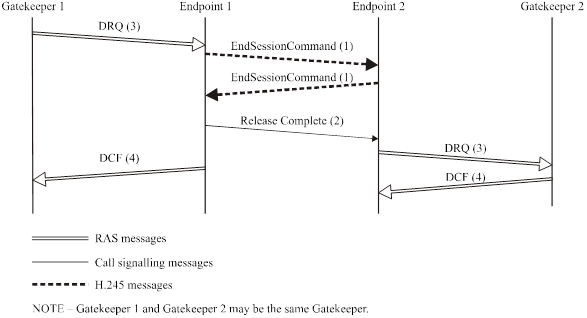 Gatekeeper 1 Endpoint 1 Endpoint 2 Gatekeeper 2
DRQ (3)
EndSessionCommand (1)
EndSessionCommand (1)
Release Complete (2)
DRQ (3)
DCF (4)
DCF (4)
RAS messages
Call signalling messages
H.245 messages
NOTE – Gatekeeper 1 and Gatekeeper 2 may be the same Gatekeeper.